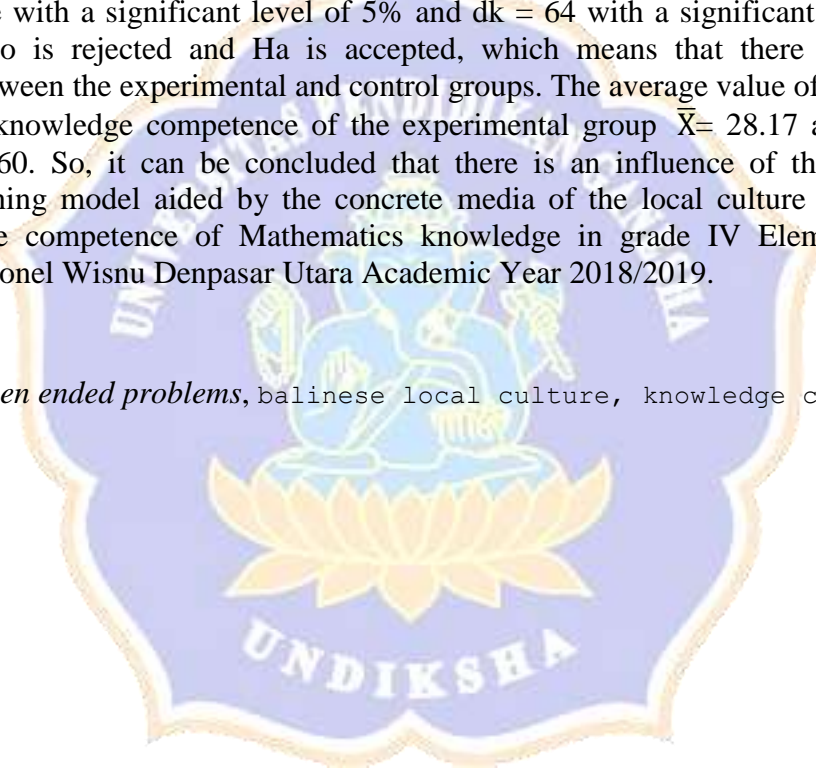 with a significant level of 5% and dk = 64 with a significant
o is rejected and Ha is accepted, which means that there
ween the experimental and control groups. The average value of
knowledge competence of the experimental group X̅= 28.17 a
60. So, it can be concluded that there is an influence of th
ning model aided by the concrete media of the local culture
e competence of Mathematics knowledge in grade IV Elem
onel Wisnu Denpasar Utara Academic Year 2018/2019.
en ended problems, balinese local culture, knowledge c
UNIVERSITAS PENDIDIKAN GANESHA
UNDIKSHA